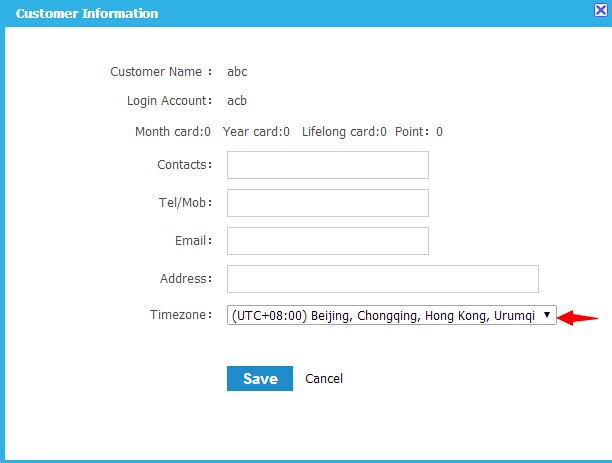 Customer Information
Customer Name： abc
Login Account： acb
Month card:0 Year card:0 Lifelong card:0 Point：0
Contacts：
Tel/Mob：
Email：
Address：
Timezone： (UTC+08:00) Beijing, Chongqing, Hong Kong, Urumqi
Save Cancel